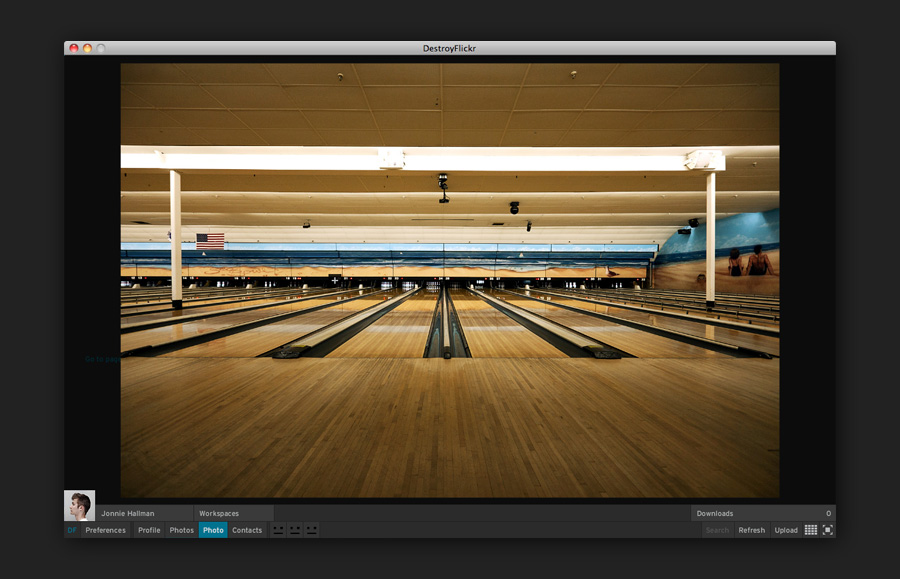 DestroyFlickr
Go to page
Jonnie Hallman Workspaces Downloads 0
DF Preferences Profile Photos Photo Contacts Search Refresh Upload